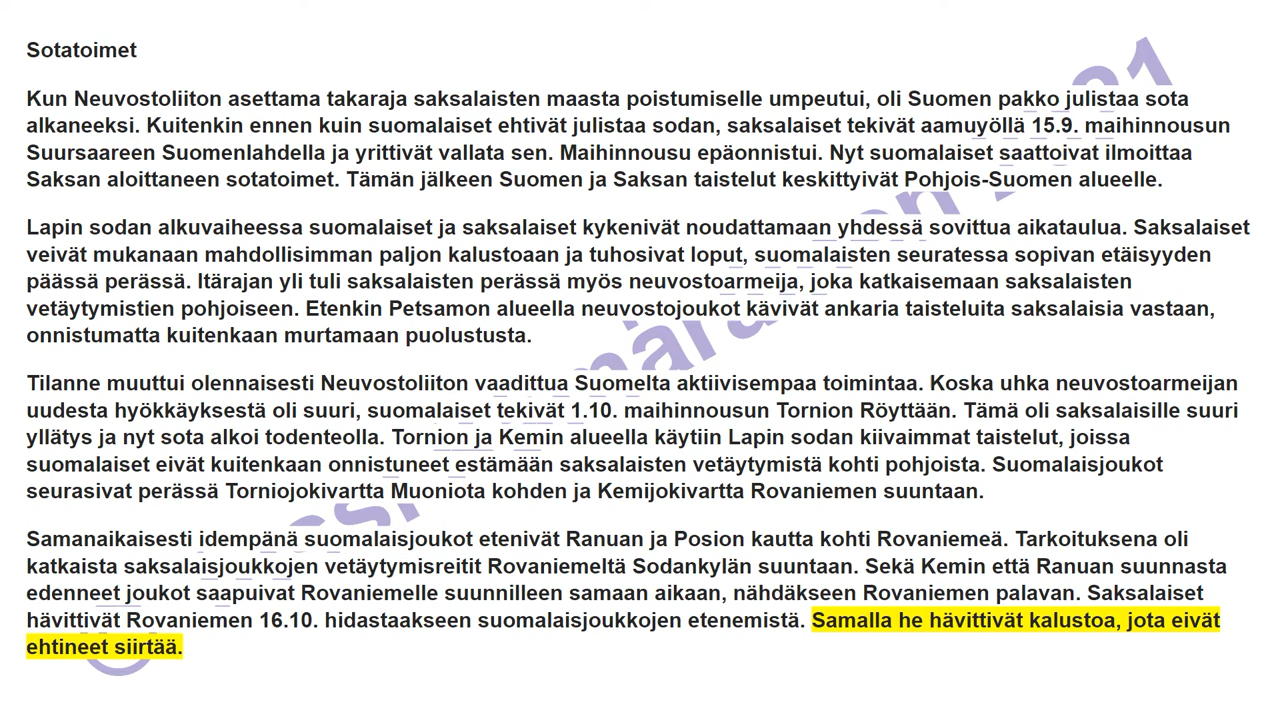 Sotatoimet
Kun Neuvostoliiton asettama takaraja saksalaisten maasta poistumiselle umpeutui, oli Suomen pakko julistaa sota
alkaneeksi. Kuitenkin ennen kuin suomalaiset ehtivät julistaa sodan, saksalaiset tekivät aamuyöllä 15.9. maihinnousun
Suursaareen Suomenlahdella ja yrittivät vallata sen. Maihinnousu epäonnistui. Nyt suomalaiset saattoivat ilmoittaa
Saksan aloittaneen sotatoimet. Tämän jälkeen Suomen ja Saksan taistelut keskittyivät Pohjois-Suomen alueelle.
Lapin sodan alkuvaiheessa suomalaiset ja saksalaiset kykenivät noudattamaan yhdessä sovittua aikataulua. Saksalaiset
veivät mukanaan mahdollisimman paljon kalustoaan ja tuhosivat loput, suomalaisten seuratessa sopivan etäisyyden
päässä perässä. Itärajan yli tuli saksalaisten perässä myös neuvostoarmeija, joka katkaisemaan saksalaisten
vetäytymistien pohjoiseen. Etenkin Petsamon alueella neuvostojoukot kävivät ankaria taisteluita saksalaisia vastaan,
onnistumatta kuitenkaan murtamaan puolustusta.
Tilanne muuttui olennaisesti Neuvostoliiton vaadittua Suomelta aktiivisempaa toimintaa. Koska uhka neuvostoarmeijan
uudesta hyökkäyksestä oli suuri, suomalaiset tekivät 1.10. maihinnousun Tornion Röyttään. Tämä oli saksalaisille suuri
yllätys ja nyt sota alkoi todenteolla. Tornion ja Kemin alueella käytiin Lapin sodan kiivaimmat taistelut, joissa
suomalaiset eivät kuitenkaan onnistuneet estämään saksalaisten vetäytymistä kohti pohjoista. Suomalaisjoukot
seurasivat perässä Torniojokivartta Muoniota kohden ja Kemijokivartta Rovaniemen suuntaan.
Samanaikaisesti idempänä suomalaisjoukot etenivät Ranuan ja Posion kautta kohti Rovaniemeä. Tarkoituksena oli
katkaista saksalaisjoukkojen vetäytymisreitit Rovaniemeltä Sodankylän suuntaan. Sekä Kemin että Ranuan suunnasta
edenneet joukot saapuivat Rovaniemelle suunnilleen samaan aikaan, nähdäkseen Rovaniemen palavan. Saksalaiset
hävittivät Rovaniemen 16.10. hidastaakseen suomalaisjoukkojen etenemistä. Samalla he hävittivät kalustoa, jota eivät
ehtineet siirtää.